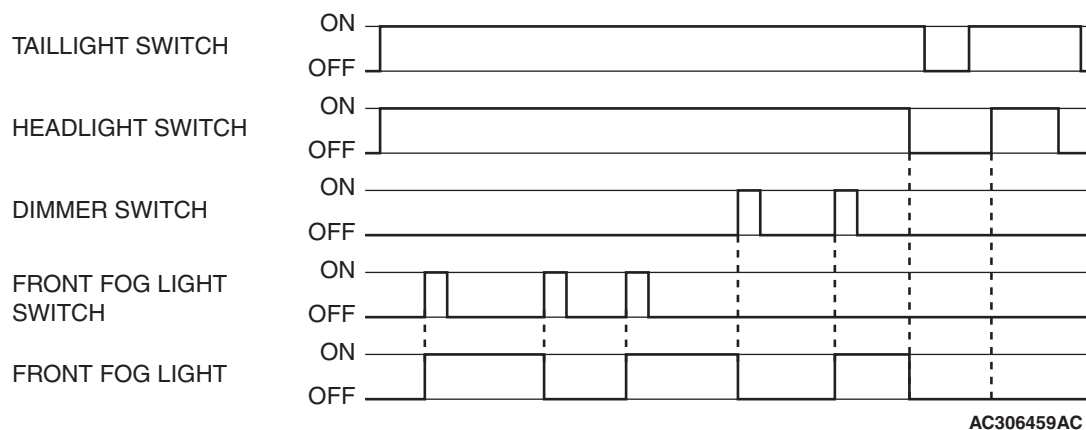 ON
TAILLIGHT SWITCH
OFF
ON
HEADLIGHT SWITCH
OFF
ON
DIMMER SWITCH
OFF
ON
FRONT FOG LIGHT
SWITCH
OFF
ON
FRONT FOG LIGHT
OFF
AC306459AC